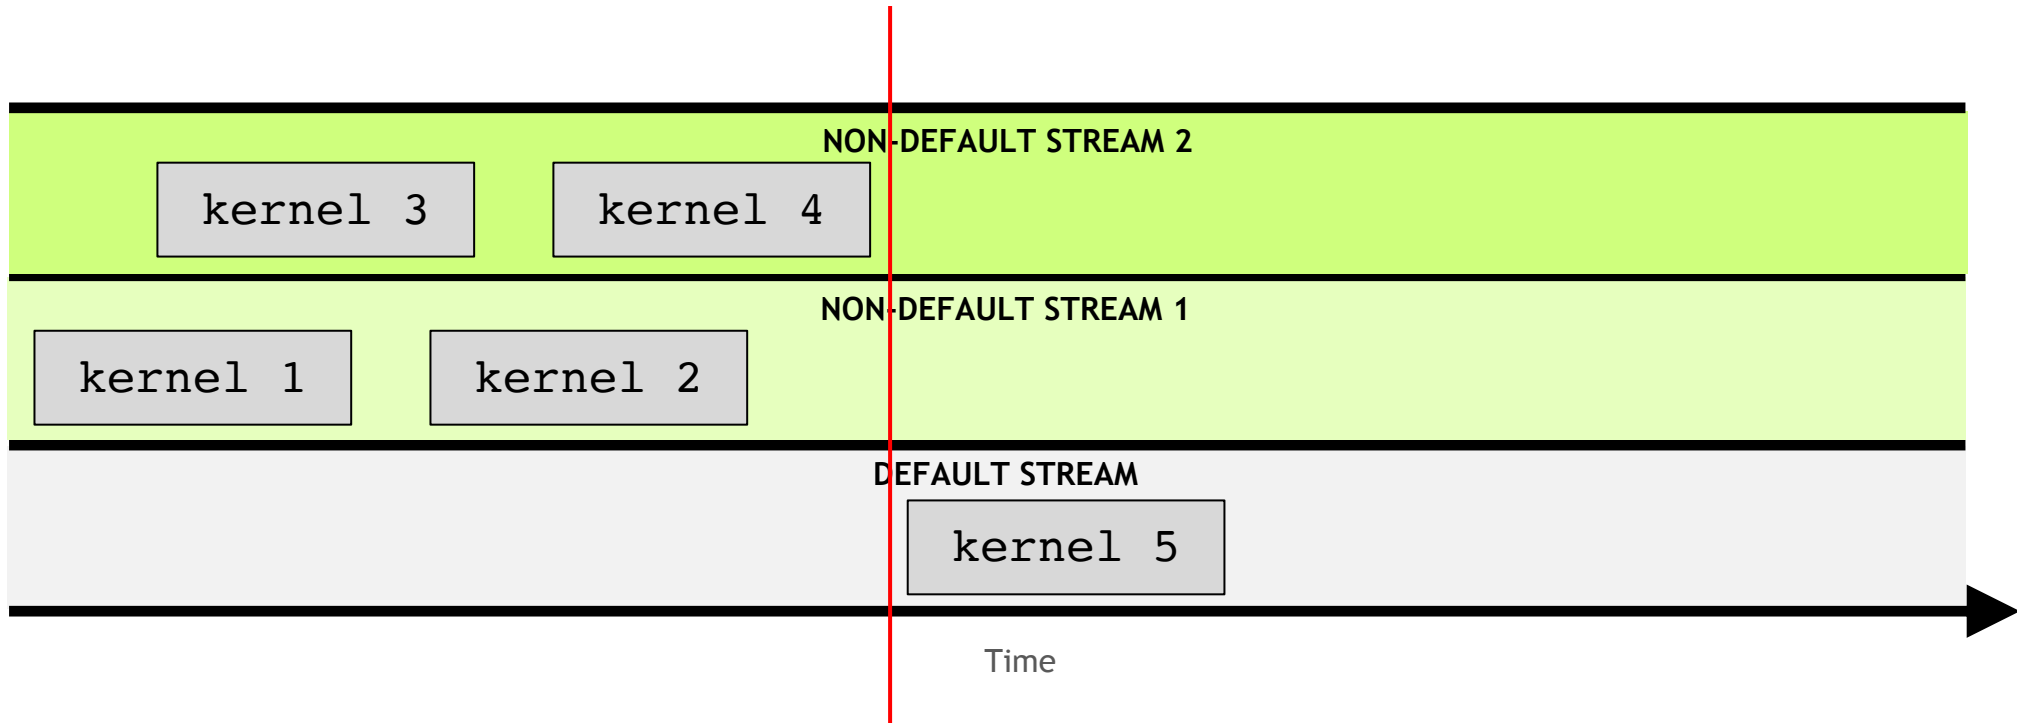 NON-DEFAULT STREAM 2
kernel 3
kernel 4
NON-DEFAULT STREAM 1
kernel 1
kernel 2
DEFAULT STREAM
kernel 5
Time